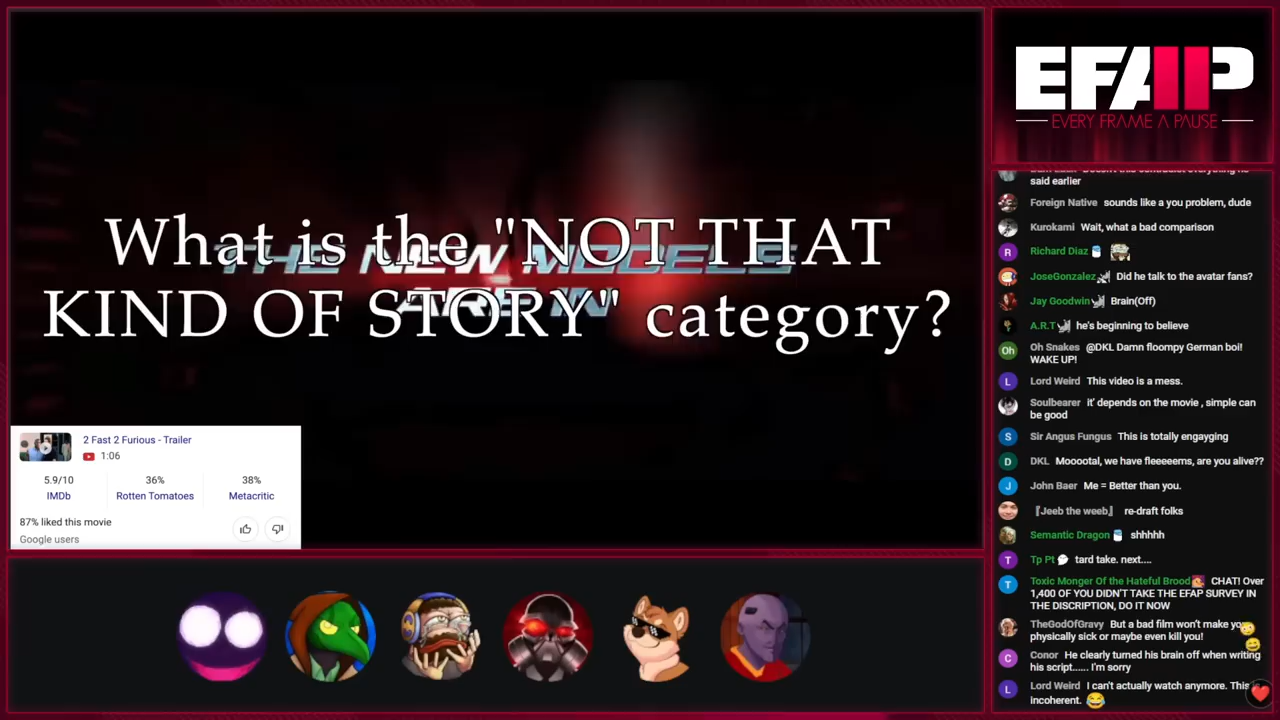 What is the "NOT THAT
KIND OF STORY" category?
THE NEW MODELS
ARE IN
2 Fast 2 Furious - Trailer
1:06
5.9/10 36% 38%
IMDb Rotten Tomatoes Metacritic
87% liked this movie
Google users
EFAP
EVERY FRAME A PAUSE
said earlier
Foreign Native sounds like a you problem, dude
Kurokami Wait, what a bad comparison
R Richard Diaz
JoseGonzalez Did he talk to the avatar fans?
Jay Goodwin Brain(Off)
A.R.T he's beginning to believe
Oh Oh Snakes @DKL Damn floompy German boi!
WAKE UP!
L Lord Weird This video is a mess.
Soulbearer it' depends on the movie , simple can
be good
S Sir Angus Fungus This is totally engayging
D DKL Mooootal, we have fleeeeems, are you alive??
J John Baer Me = Better than you.
『Jeeb the weeb』 re-draft folks
Semantic Dragon shhhhh
T Tp Pt tard take. next....
T Toxic Monger Of the Hateful Brood CHAT! Over
1,400 OF YOU DIDN'T TAKE THE EFAP SURVEY IN
THE DISCRIPTION, DO IT NOW
TheGodOfGravy But a bad film won't make you
physically sick or maybe even kill you!
C Conor He clearly turned his brain off when writing
his script...... I'm sorry
L Lord Weird I can't actually watch anymore. This
incoherent.